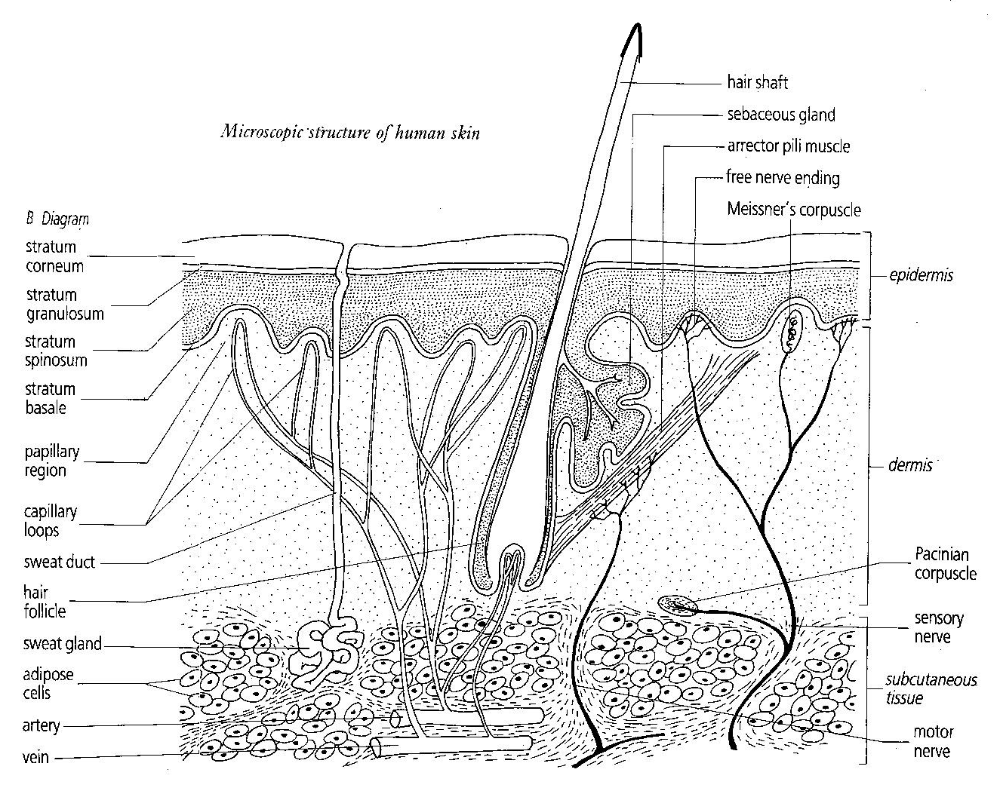 Microscopic structure of human skin
B Diagram
stratum
corneum
stratum
granulosum
stratum
spinosum
stratum
basale
papillary
region
capillary
loops
sweat duct
hair
follicle
sweat gland
adipose
cells
artery
vein
hair shaft
sebaceous gland
arrector pili muscle
free nerve ending
Meissner's corpuscle
epidermis
dermis
Pacinian
corpuscle
sensory
nerve
subcutaneous
tissue
motor
nerve